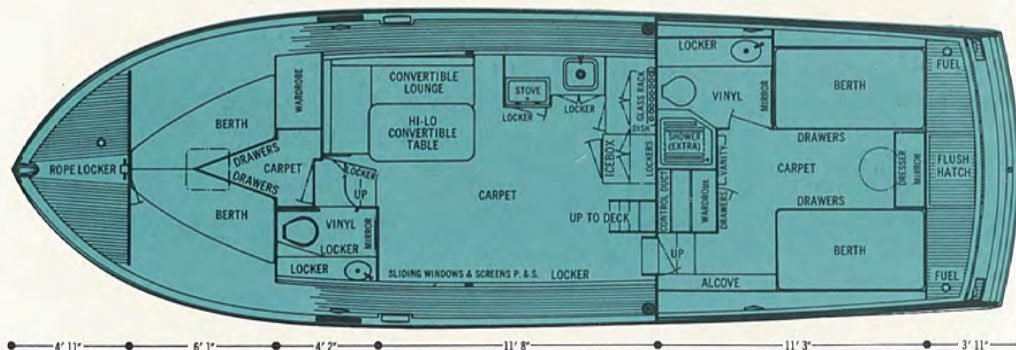 ROPE LOCKER
BERTH
DRAWERS
DRAWERS
BERTH
CARPET
WARDROBE
LOCKER
UP
VINYL
LOCKER
MIRROR
LOCKER
CONVERTIBLE
LOUNGE
HI-LO
CONVERTIBLE
TABLE
CARPET
SLIDING WINDOWS & SCREENS P. & S.
LOCKER
STOVE
LOCKER
LOCKER
GLASS RACK
DISH
ICEBOX
LOCKERS
UP TO DECK
LOCKER
VINYL
MIRROR
SHOWER
(EXTRA)
VANITY
CONTROL DUCT
WARDROBE
DRAWERS
UP
ALCOVE
BERTH
DRAWERS
CARPET
DRAWERS
BERTH
DRESSER
MIRROR
FUEL
FLUSH
HATCH
FUEL
4' 11" 6' 1" 4' 2" 11' 8" 11' 3" 3' 11"